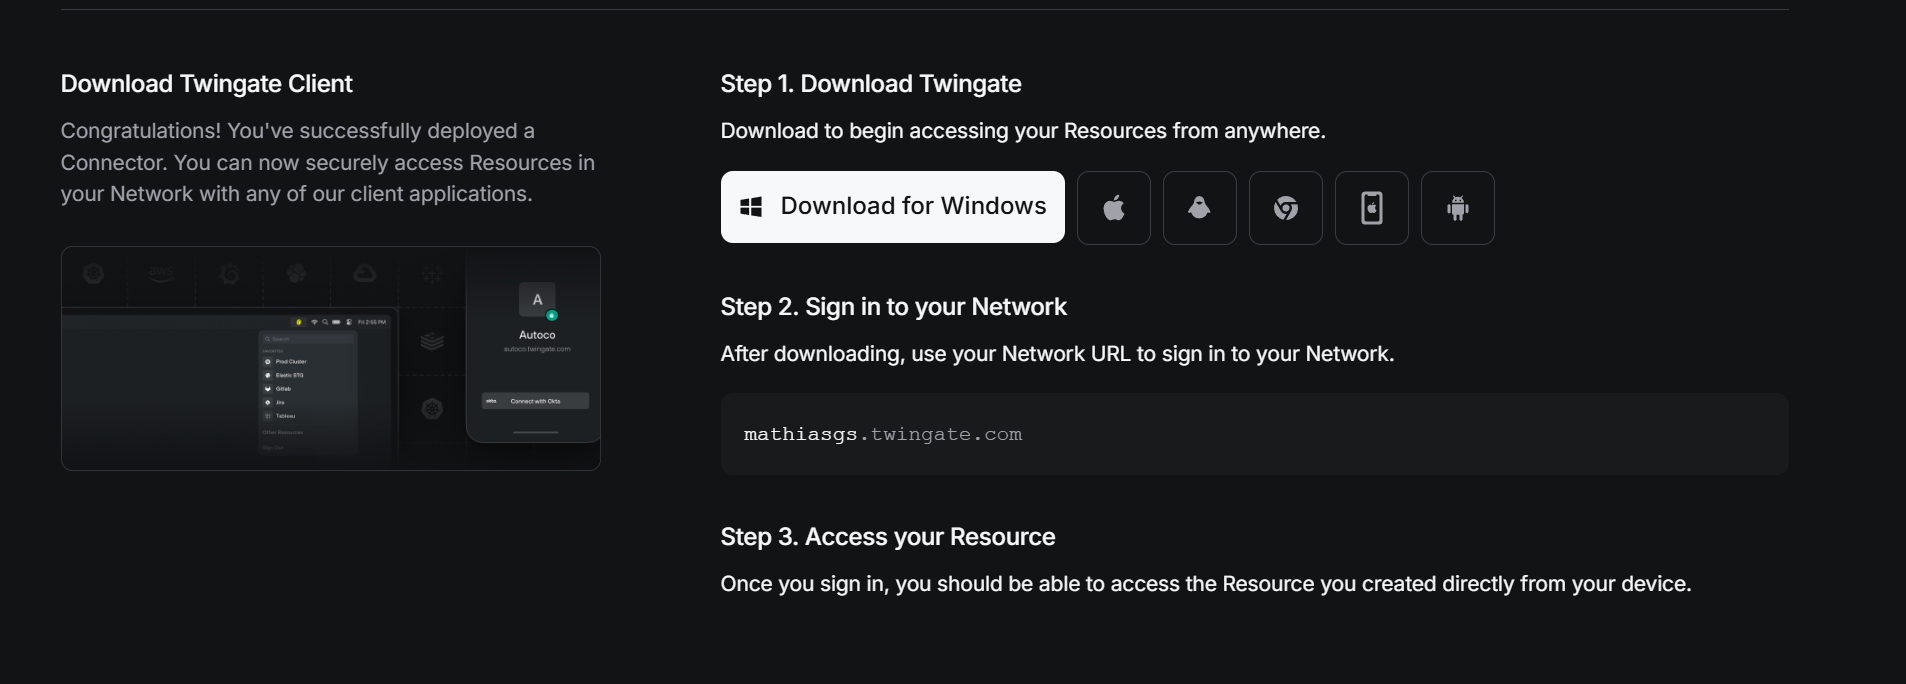 Download Twingate Client
Congratulations! You've successfully deployed a
Connector. You can now securely access Resources in
your Network with any of our client applications.
aws
Fri 2:55 PM
Search
FAVORITES
Prod Cluster
Elastic STG
Gitlab
Jira
Tableau
Other Resources
Sign Out
A
Autoco
autoco.twingate.com
okta
Connect with Okta
Step 1. Download Twingate
Download to begin accessing your Resources from anywhere.
Download for Windows
Step 2. Sign in to your Network
After downloading, use your Network URL to sign in to your Network.
mathiasgs.twingate.com
Step 3. Access your Resource
Once you sign in, you should be able to access the Resource you created directly from your device.